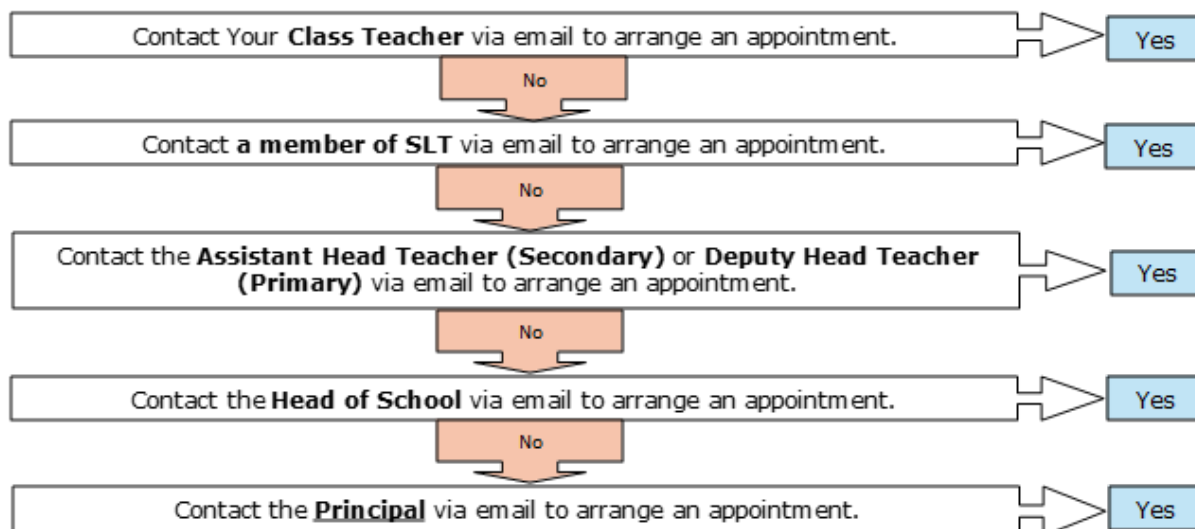 Contact Your Class Teacher via email to arrange an appointment.
Yes
No
Contact a member of SLT via email to arrange an appointment.
Yes
No
Contact the Assistant Head Teacher (Secondary) or Deputy Head Teacher
(Primary) via email to arrange an appointment.
Yes
No
Contact the Head of School via email to arrange an appointment.
Yes
No
Contact the Principal via email to arrange an appointment.
Yes